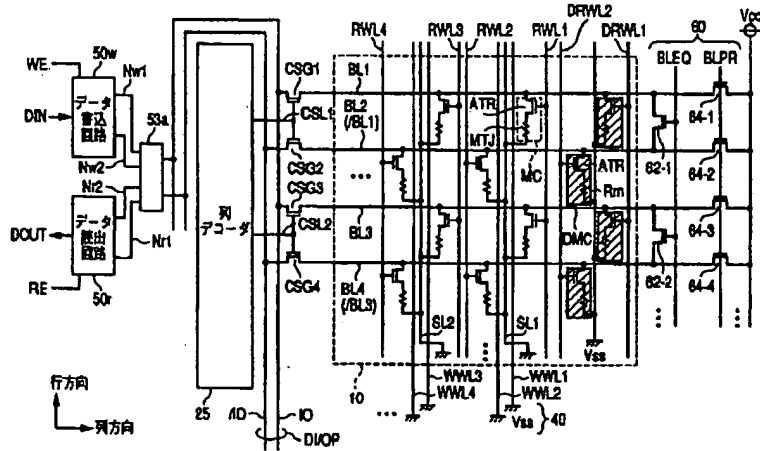 RWL4
RWL3
RWL2
RWL1
DRWL2
DRWL1
60
BLEQ
BLPR
50w
WE
Nw1
DIN
データ
書込
回路
53a
Nw2
Nr2
DOUT
データ
読出
回路
Nr1
RE
50r
列
デコーダ
25
CSG1
CSL1
CSG2
CSG3
CSL2
CSG4
BL1
BL2
(/BL1)
BL3
BL4
(/BL3)
ATR
MTJ
MC
ATR
Rm
DMC
SL2
SL1
Vss
62-1
62-2
64-1
64-2
64-3
64-4
10
WWL3
WWL4
WWL1
WWL2
Vss
40
行方向
列方向
/IO
IO
DI/OP